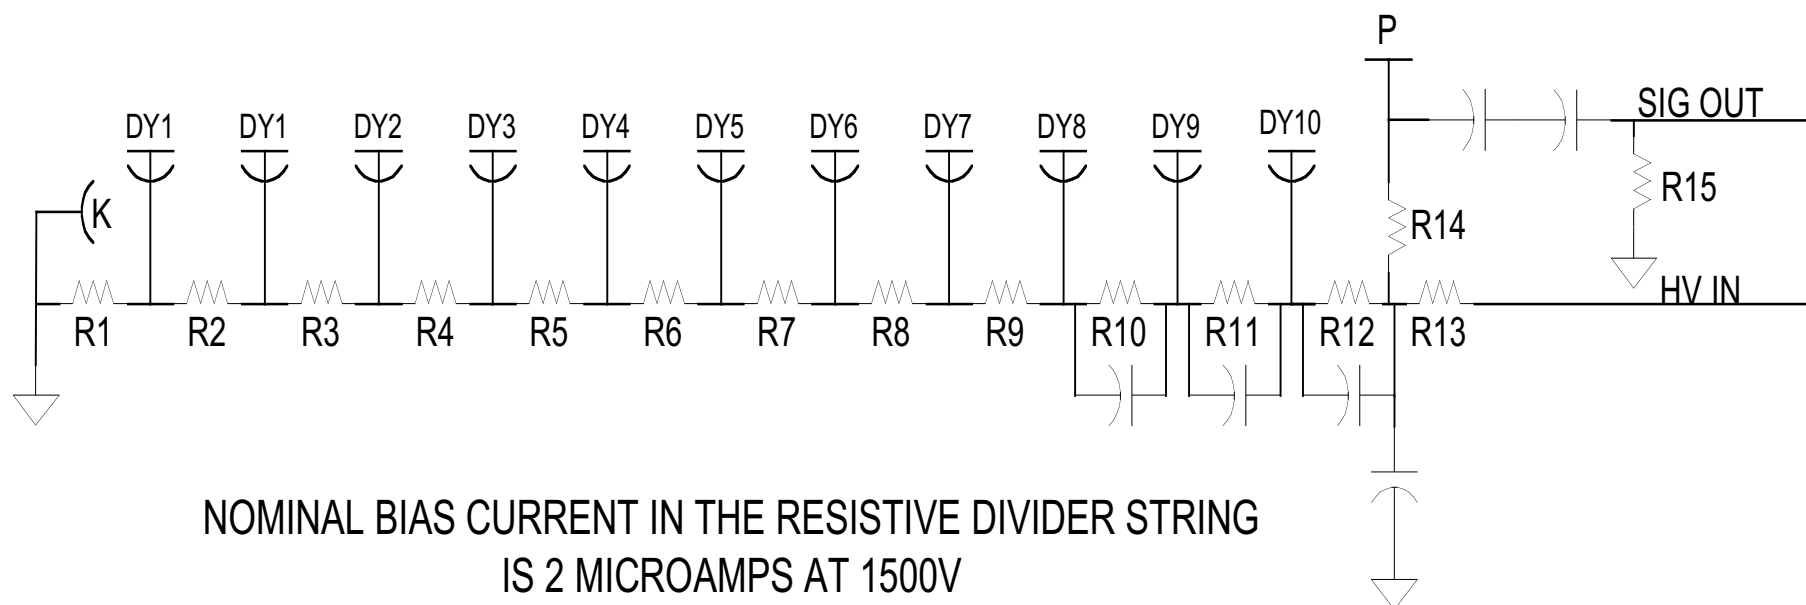 P
SIG OUT
DY1 DY1 DY2 DY3 DY4 DY5 DY6 DY7 DY8 DY9 DY10
K
R15
R14
HV IN
R1 R2 R3 R4 R5 R6 R7 R8 R9 R10 R11 R12 R13
NOMINAL BIAS CURRENT IN THE RESISTIVE DIVIDER STRING
IS 2 MICROAMPS AT 1500V